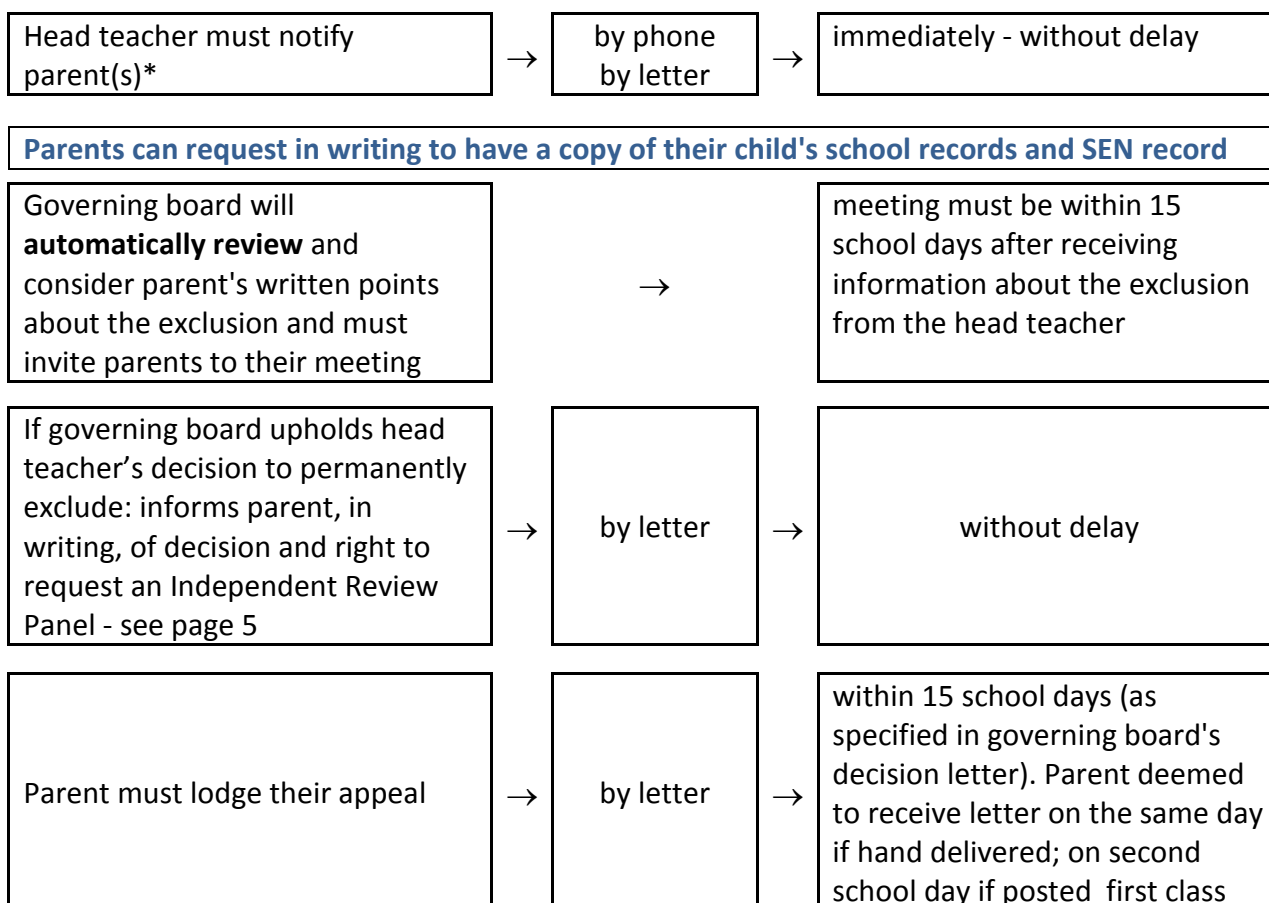 Head teacher must notify
parent(s)*
→
by phone
by letter
→
immediately - without delay
Parents can request in writing to have a copy of their child's school records and SEN record
Governing board will
automatically review and
consider parent's written points
about the exclusion and must
invite parents to their meeting
→
meeting must be within 15
school days after receiving
information about the exclusion
from the head teacher
If governing board upholds head
teacher’s decision to permanently
exclude: informs parent, in
writing, of decision and right to
request an Independent Review
Panel - see page 5
→
by letter
→
without delay
Parent must lodge their appeal
→
by letter
→
within 15 school days (as
specified in governing board's
decision letter). Parent deemed
to receive letter on the same day
if hand delivered; on second
school day if posted first class